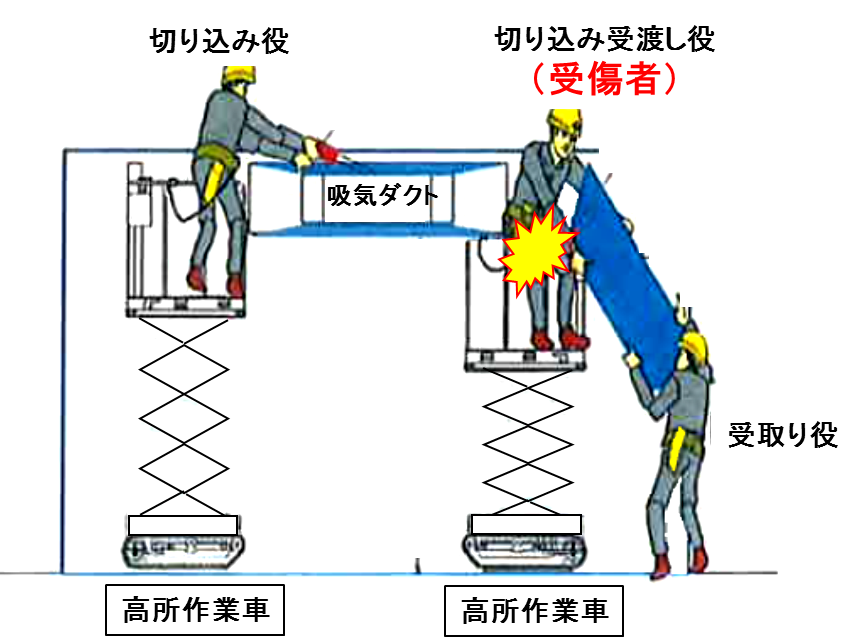 切り込み役
切り込み受渡し役
（受傷者）
吸気ダクト
受取り役
高所作業車
高所作業車